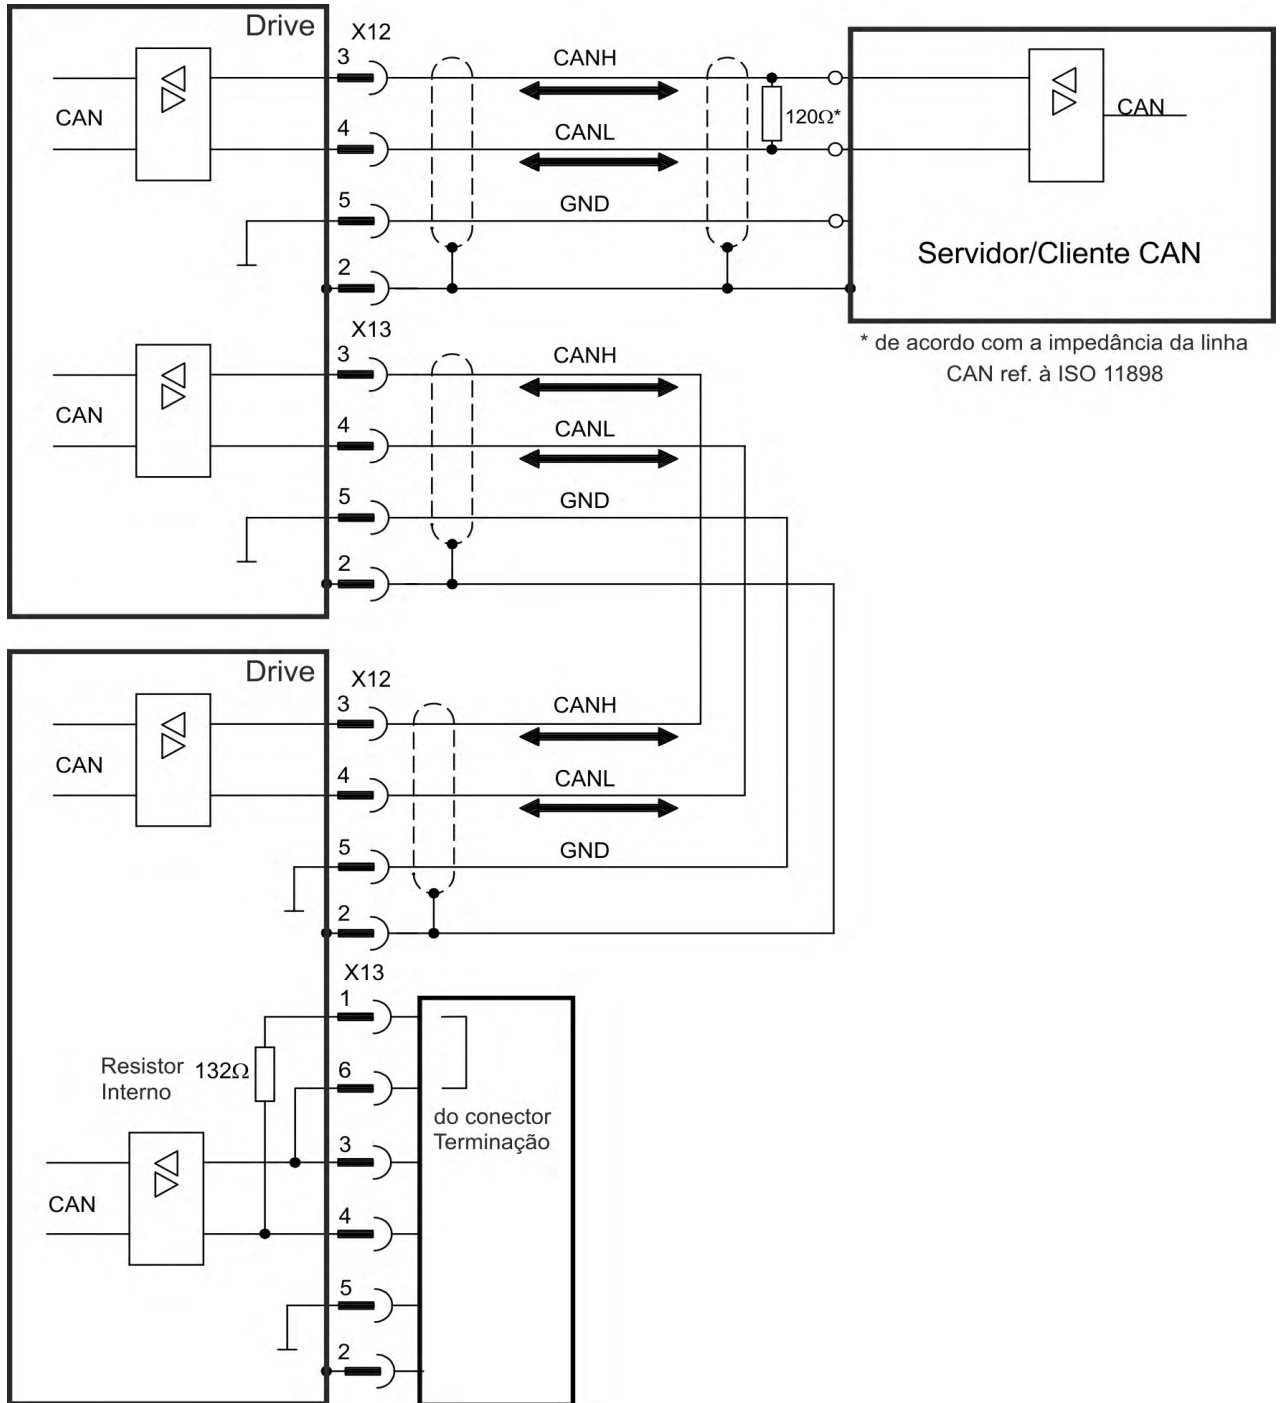 Drive
X12
3
CANH
CAN
120Ω*
CAN
4
CANL
5
GND
Servidor/Cliente CAN
2
X13
* de acordo com a impedância da linha
CAN ref. à ISO 11898
3
CANH
CAN
4
CANL
5
GND
2
Drive
X12
3
CANH
CAN
4
CANL
5
GND
2
X13
1
Resistor
Interno
132Ω
6
do conector
Terminação
3
CAN
4
5
2